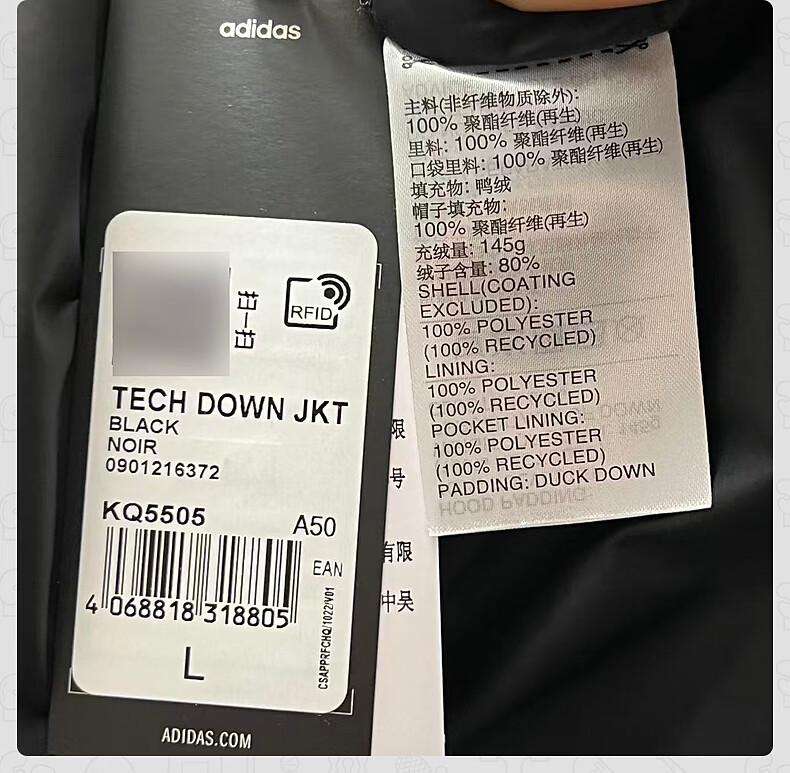 adidas
RFID
TECH DOWN JKT
BLACK
NOIR
0901216372
KQ5505
A50
EAN
4 068818 318805
CSAPPRFCHQ/1022/V01
L
ADIDAS.COM
主料(非纤维物质除外):
100% 聚酯纤维(再生)
里料: 100% 聚酯纤维(再生)
口袋里料: 100% 聚酯纤维(再生)
填充物: 鸭绒
帽子填充物:
100% 聚酯纤维(再生)
充绒量: 145g
绒子含量: 80%
SHELL(COATING
EXCLUDED):
100% POLYESTER
(100% RECYCLED)
LINING:
100% POLYESTER
(100% RECYCLED)
POCKET LINING:
100% POLYESTER
(100% RECYCLED)
PADDING: DUCK DOWN
限
号
有限
中吴